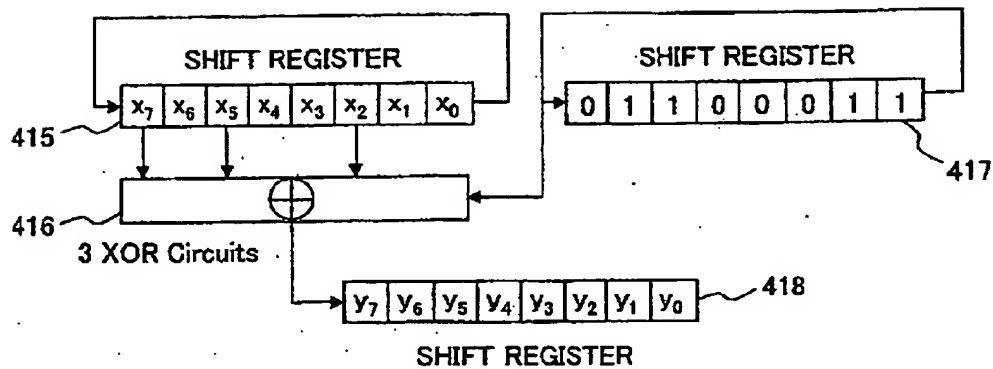 SHIFT REGISTER
SHIFT REGISTER
x₇ x₆ x₅ x₄ x₃ x₂ x₁ x₀
0 1 1 0 0 0 1 1
415
417
416
3 XOR Circuits
y₇ y₆ y₅ y₄ y₃ y₂ y₁ y₀
418
SHIFT REGISTER